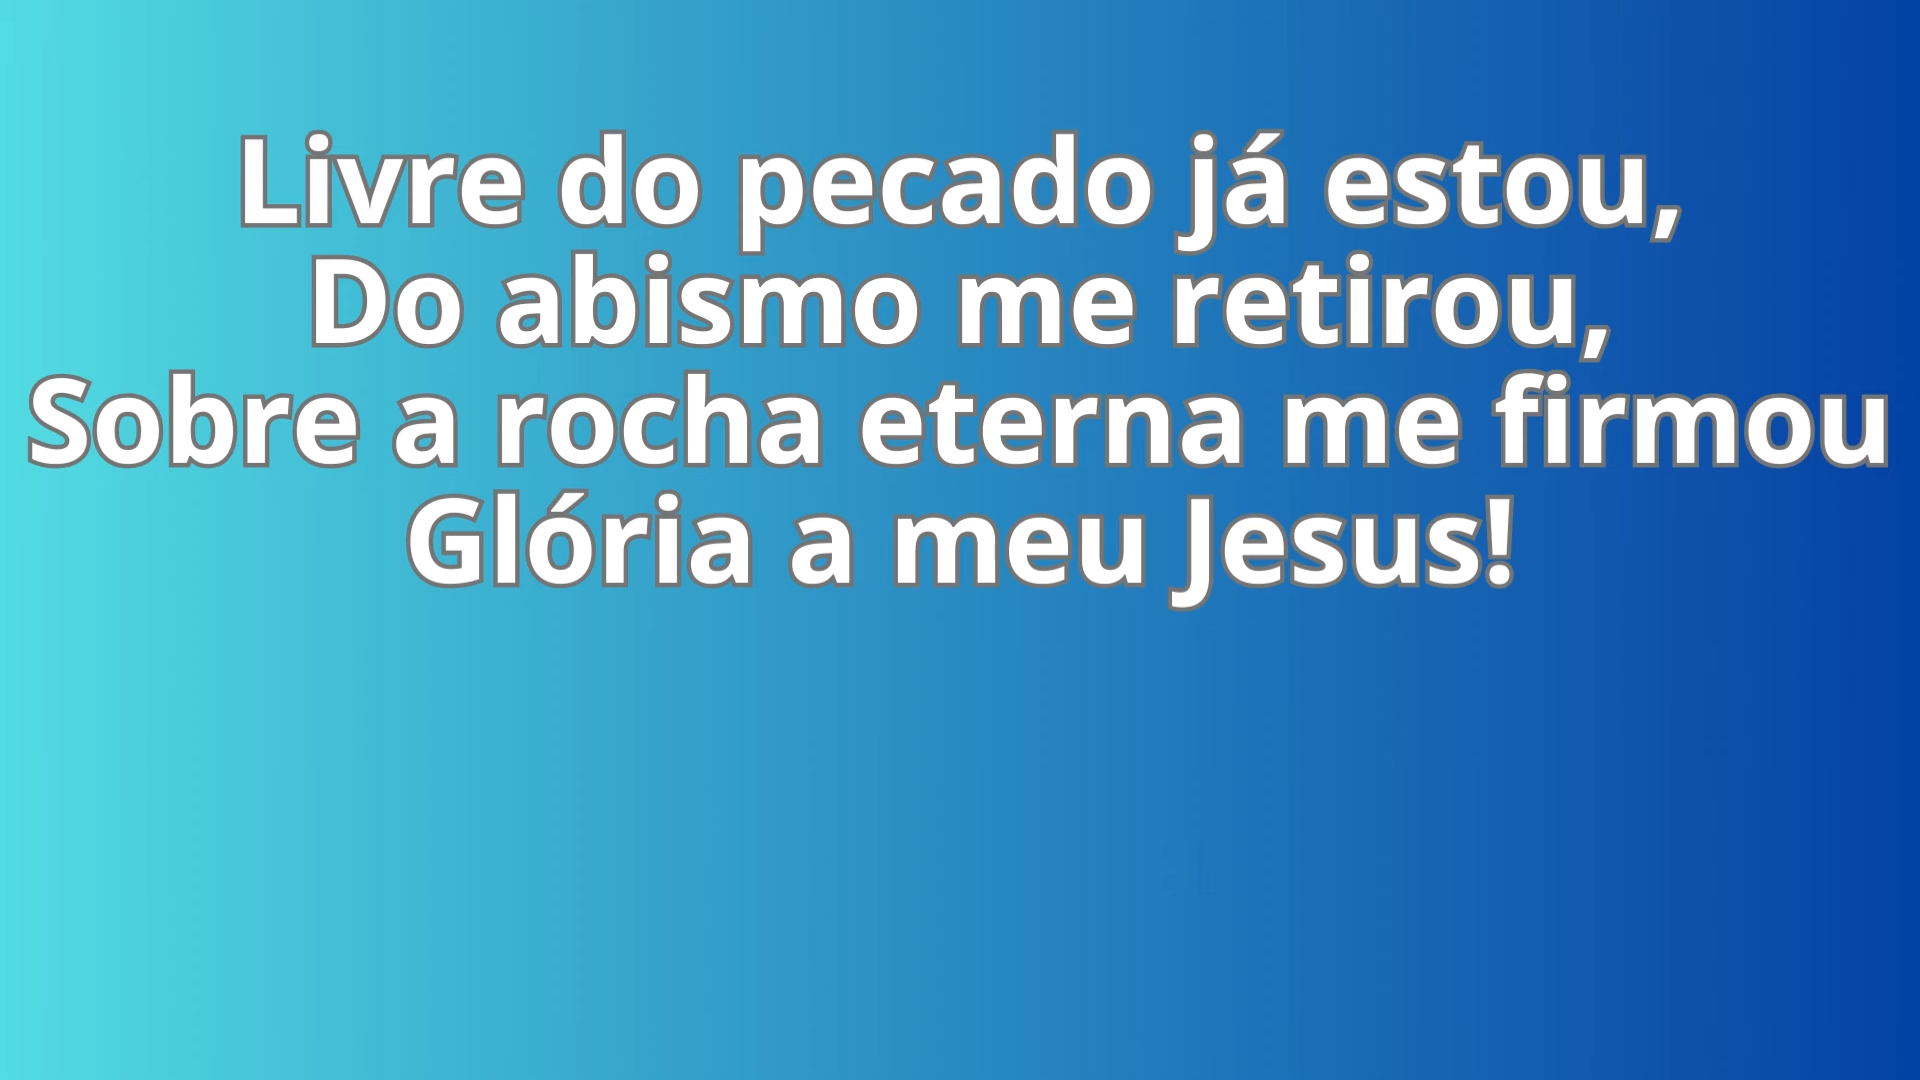 Livre do pecado já estou,
Do abismo me retirou,
Sobre a rocha eterna me firmou
Glória a meu Jesus!